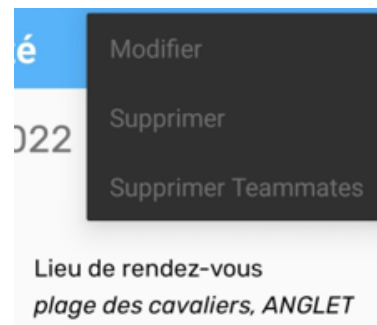 é
Modifier
022
Supprimer
Supprimer Teammates
Lieu de rendez-vous
plage des cavaliers, ANGLET